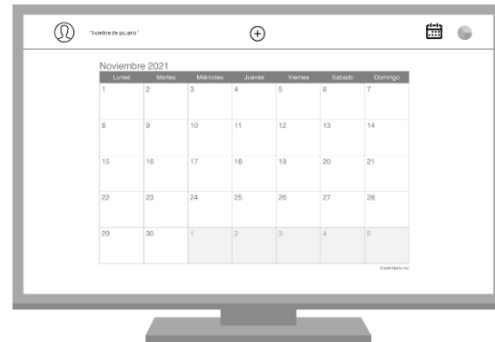 "Nombre de usuario"
Noviembre 2021
Lunes Martes Miércoles Jueves Viernes Sábado Domingo
1 2 3 4 5 6 7
8 9 10 11 12 13 14
15 16 17 18 19 20 21
22 23 24 25 26 27 28
29 30 1 2 3 4 5